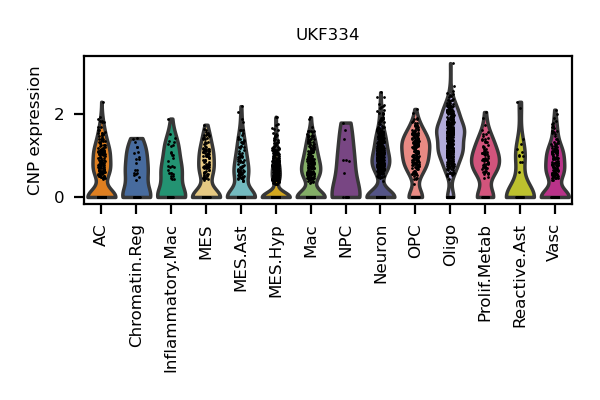 UKF334
CNP expression
2
0
AC
Chromatin.Reg
Inflammatory.Mac
MES
MES.Ast
MES.Hyp
Mac
NPC
Neuron
OPC
Oligo
Prolif.Metab
Reactive.Ast
Vasc